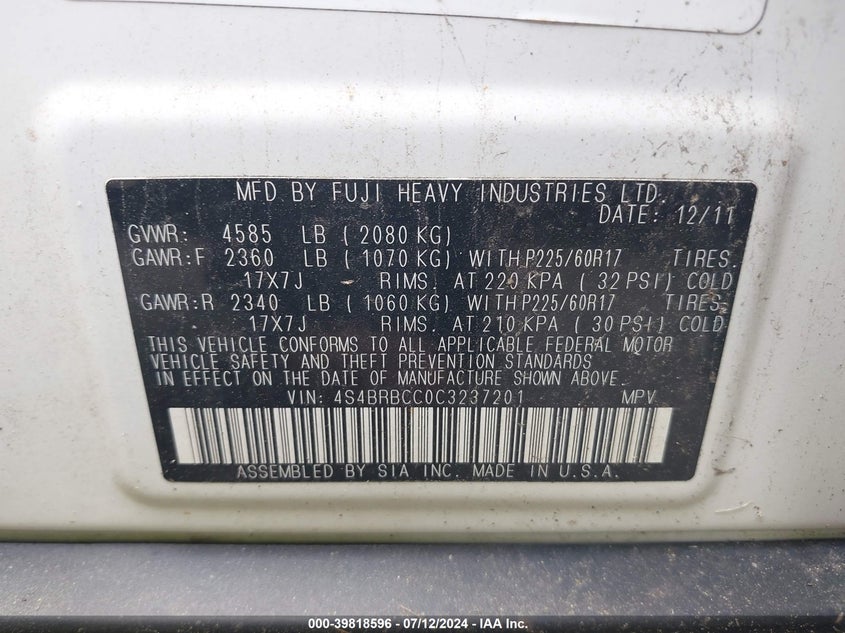 MFD BY FUJI HEAVY INDUSTRIES LTD.
DATE: 12/11
GVWR: 4585 LB ( 2080 KG)
GAWR:F 2360 LB ( 1070 KG) WITH P225/60R17 TIRES.
17X7J RIMS. AT 220 KPA ( 32 PSI) COLD
GAWR:R 2340 LB ( 1060 KG) WITH P225/60R17 TIRES.
17X7J RIMS. AT 210 KPA ( 30 PSI) COLD
THIS VEHICLE CONFORMS TO ALL APPLICABLE FEDERAL MOTOR
VEHICLE SAFETY AND THEFT PREVENTION STANDARDS
IN EFFECT ON THE DATE OF MANUFACTURE SHOWN ABOVE.
VIN: 4S4BRBCC0C3237201 MPV
ASSEMBLED BY SIA INC. MADE IN U.S.A.
000-39818596 - 07/12/2024 - IAA Inc.